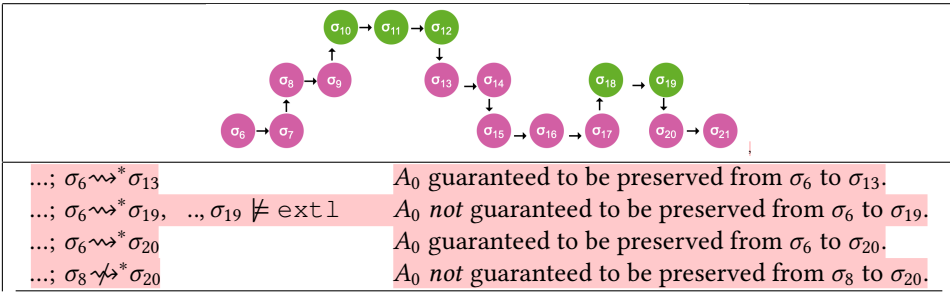 σ10 → σ11 → σ12
σ8 → σ9 σ13 → σ14 σ18 → σ19
σ6 → σ7 σ15 → σ16 → σ17 σ20 → σ21 ,
...; σ6 ⇝* σ13 A0 guaranteed to be preserved from σ6 to σ13.
...; σ6 ⇝* σ19, .., σ19 ⊭ extl A0 not guaranteed to be preserved from σ6 to σ19.
...; σ6 ⇝* σ20 A0 guaranteed to be preserved from σ6 to σ20.
...; σ8 ⇝̸* σ20 A0 not guaranteed to be preserved from σ8 to σ20.